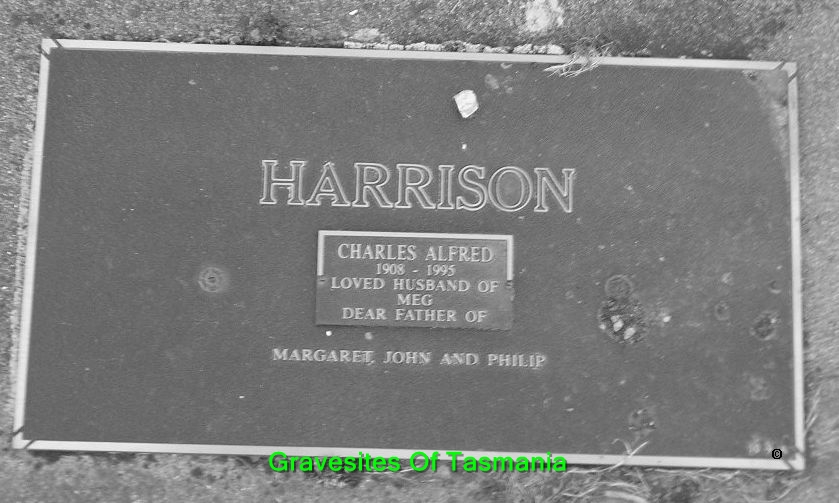 HARRISON
CHARLES ALFRED
1908 - 1995
LOVED HUSBAND OF
MEG
DEAR FATHER OF
MARGARET, JOHN AND PHILIP
Gravesites Of Tasmania
©